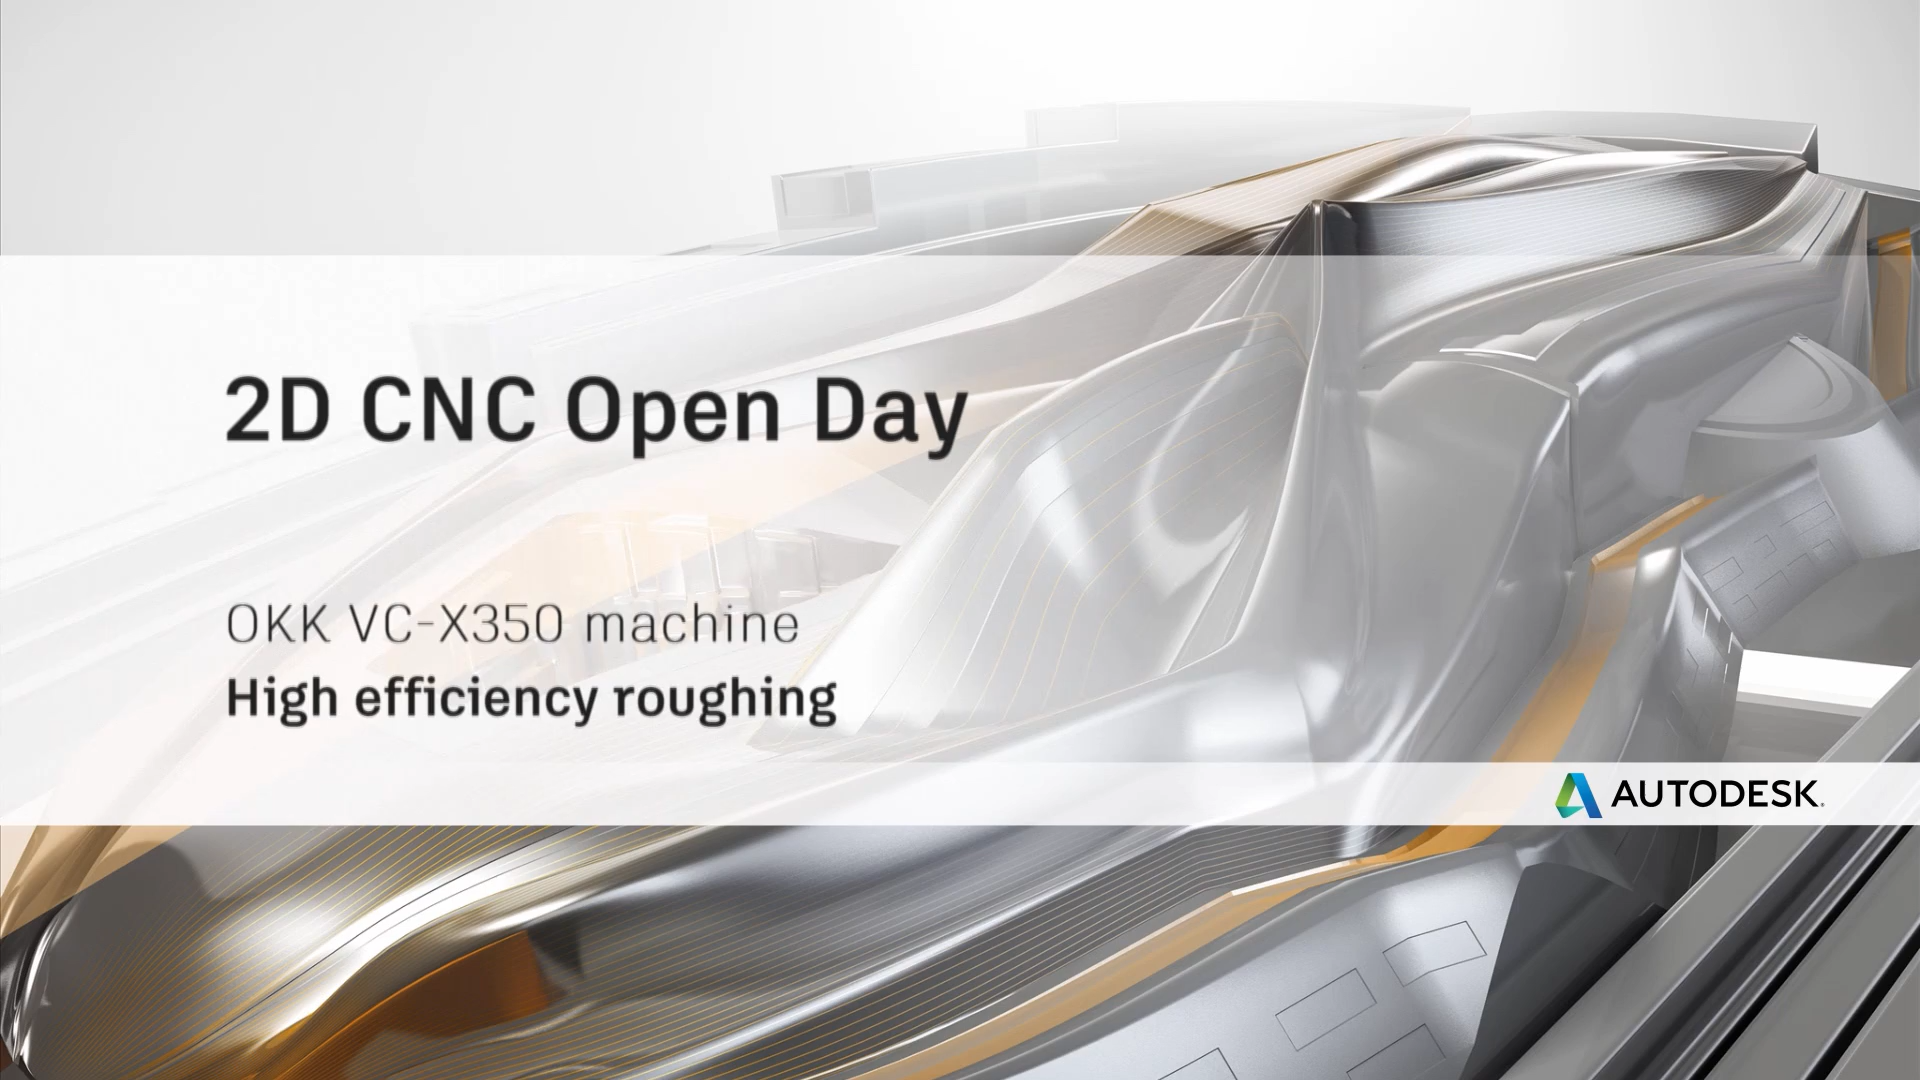 2D CNC Open Day
OKK VC-X350 machine
High efficiency roughing
AUTODESK.